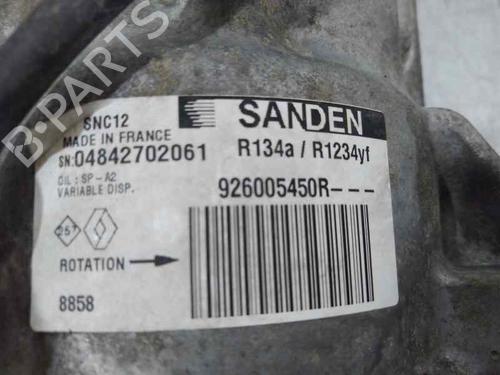 B-PARTS
SNC12
MADE IN FRANCE
SN:04842702061
OIL: SP-A2
VARIABLE DISP.
SANDEN
R134a / R1234yf
926005450R---
ROTATION
8858